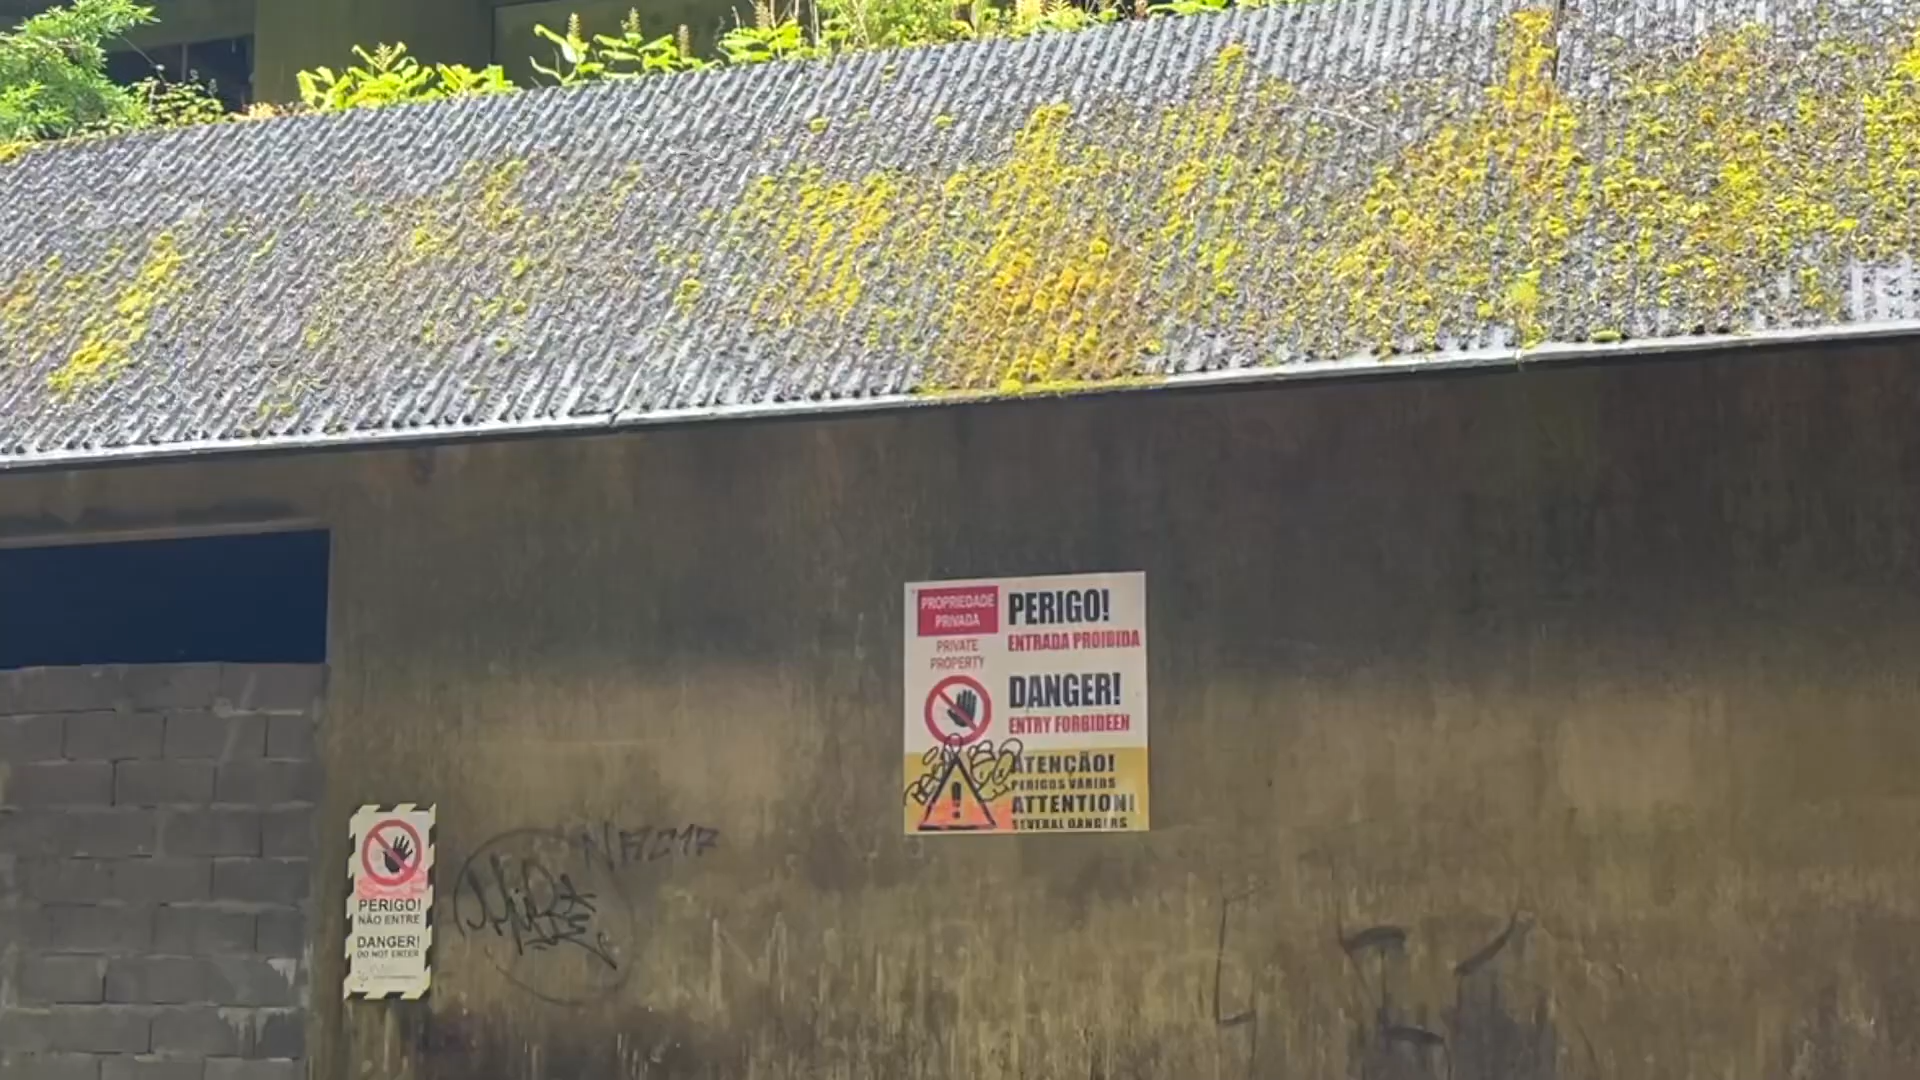 PROPRIEDADE
PRIVADA
PRIVATE
PROPERTY
PERIGO!
ENTRADA PROIBIDA
DANGER!
ENTRY FORBIDEEN
ATENÇÃO!
PERIGOS VÁRIOS
ATTENTION!
SEVERAL DANGERS
PERIGO!
NÃO ENTRE
DANGER!
DO NOT ENTER